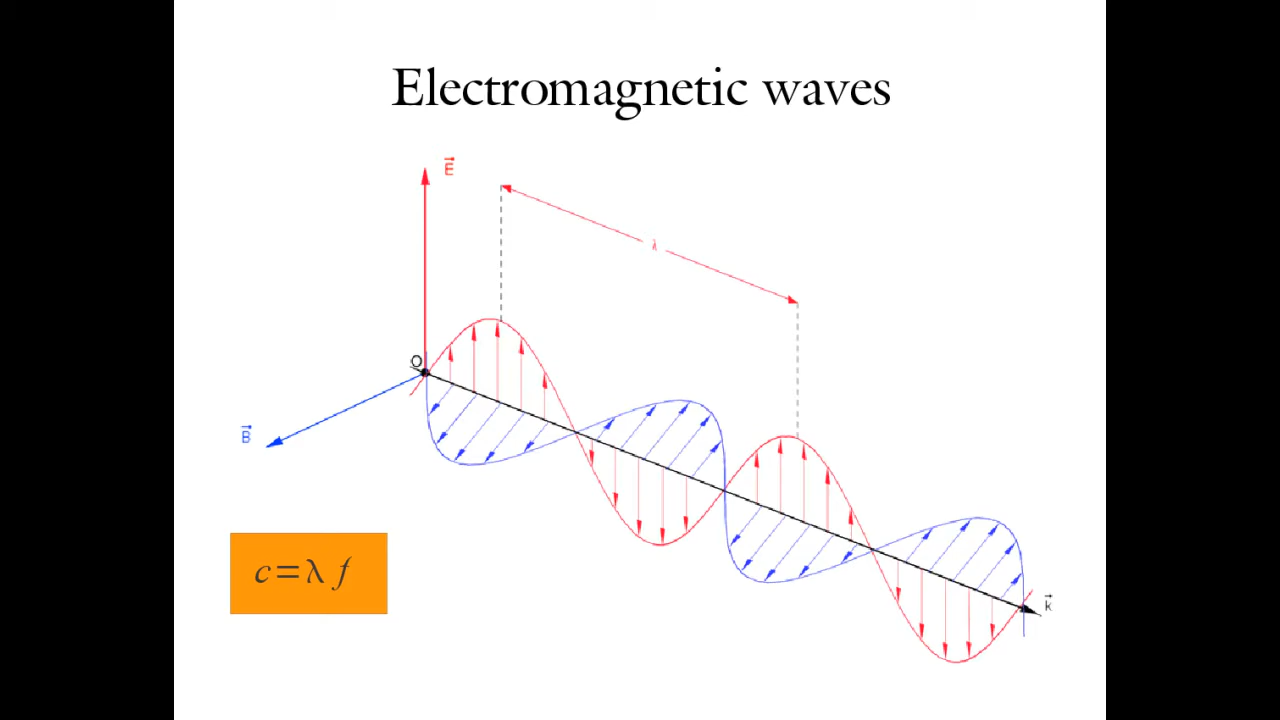 Electromagnetic waves
E⃗
λ
O
B⃗
c=λ f
k⃗